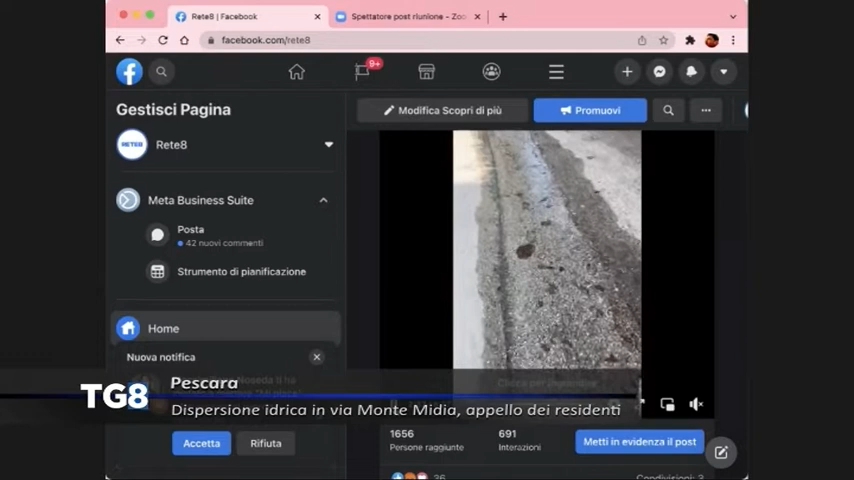 Rete8 | Facebook
Spettatore post riunione - Zoo
facebook.com/rete8
9+
Gestisci Pagina
Modifica Scopri di più
Promuovi
RETE8
Rete8
Meta Business Suite
Posta
42 nuovi commenti
Strumento di pianificazione
Home
Nuova notifica
Pescara
TG8
Dispersione idrica in via Monte Midia, appello dei residenti
Accetta
Rifiuta
1656
Persone raggiunte
691
Interazioni
Metti in evidenza il post
36
Condivisioni: 3